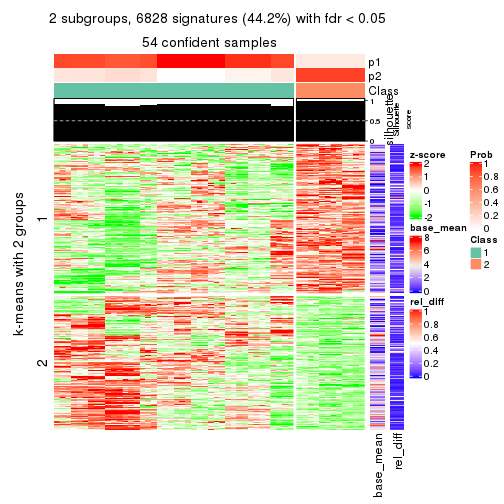 2 subgroups, 6828 signatures (44.2%) with fdr < 0.05
54 confident samples
p1
p2
Class
1
0.5
0
silhouette
Silhouette
score
k-means with 2 groups
1
2
base_mean
rel_diff
z-score
2
1
0
-1
-2
base_mean
8
6
4
2
0
rel_diff
1
0.8
0.6
0.4
0.2
0
Prob
1
0.8
0.6
0.4
0.2
0
Class
1
2